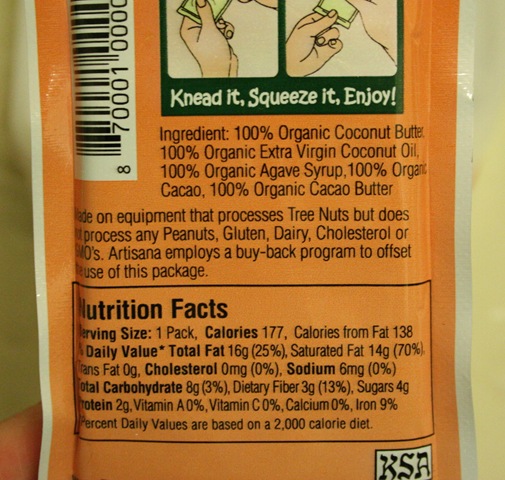 8 70001 000
Knead it, Squeeze it, Enjoy!
Ingredient: 100% Organic Coconut Butter,
100% Organic Extra Virgin Coconut Oil,
100% Organic Agave Syrup, 100% Organic
Cacao, 100% Organic Cacao Butter
ade on equipment that processes Tree Nuts but does
t process any Peanuts, Gluten, Dairy, Cholesterol or
MO's. Artisana employs a buy-back program to offset
e use of this package.
Nutrition Facts
erving Size: 1 Pack, Calories 177, Calories from Fat 138
% Daily Value* Total Fat 16g (25%), Saturated Fat 14g (70%),
Trans Fat 0g, Cholesterol 0mg (0%), Sodium 6mg (0%)
Total Carbohydrate 8g (3%), Dietary Fiber 3g (13%), Sugars 4g
Protein 2g, Vitamin A 0%, Vitamin C 0%, Calcium 0%, Iron 9%
*Percent Daily Values are based on a 2,000 calorie diet.
KSA